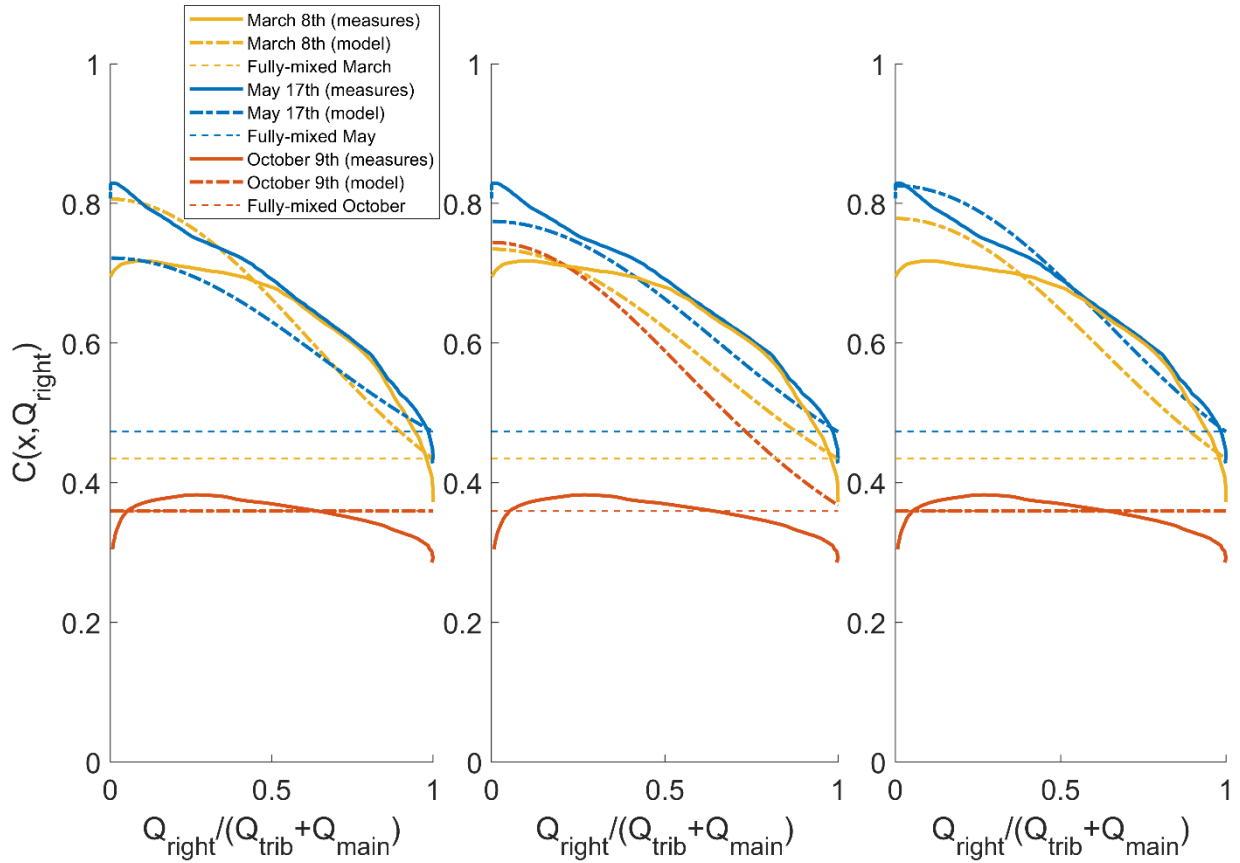 March 8th (measures)
March 8th (model)
Fully-mixed March
May 17th (measures)
May 17th (model)
Fully-mixed May
October 9th (measures)
October 9th (model)
Fully-mixed October
C(x,Q_right)
1
0.8
0.6
0.4
0.2
0
0 0.5 1
Q_right/(Q_trib+Q_main)
1
0.8
0.6
0.4
0.2
0
0 0.5 1
Q_right/(Q_trib+Q_main)
1
0.8
0.6
0.4
0.2
0
0 0.5 1
Q_right/(Q_trib+Q_main)